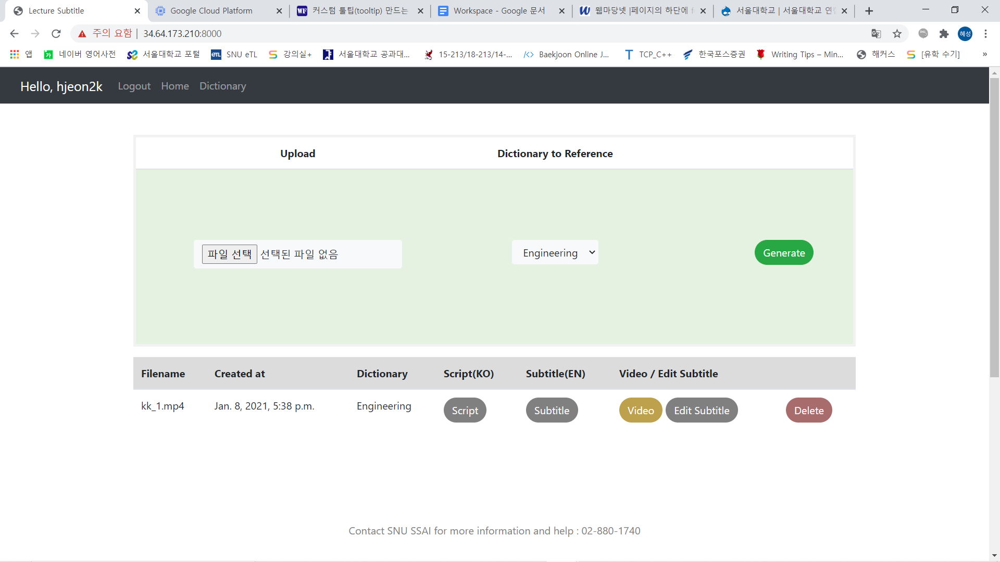 Lecture Subtitle
Google Cloud Platform
WF 커스텀 툴팁(tooltip) 만드는
Workspace - Google 문서
웹마당넷 |페이지의 하단에 f
서울대학교 | 서울대학교 연합
주의 요함 | 34.64.173.210:8000
혜성
앱
네이버 영어사전
서울대학교 포털
eTL SNU eTL
강의실+
서울대학교 공과대...
15-213/18-213/14-...
Baekjoon Online J...
TCP_C++
한국포스증권
Writing Tips – Min...
해커스
[유학 수기]
»
Hello, hjeon2k Logout Home Dictionary
Upload Dictionary to Reference
파일 선택 선택된 파일 없음 Engineering Generate
Filename Created at Dictionary Script(KO) Subtitle(EN) Video / Edit Subtitle
kk_1.mp4 Jan. 8, 2021, 5:38 p.m. Engineering Script Subtitle Video Edit Subtitle Delete
Contact SNU SSAI for more information and help : 02-880-1740